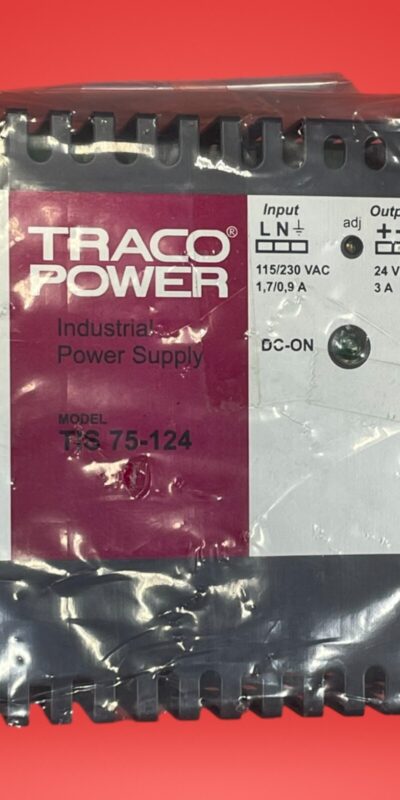 TRACO®
POWER
Industrial
Power Supply
MODEL
TIS 75-124
Input
L N ⏚
115/230 VAC
1,7/0,9 A
adj
Outp
+
24 V
3 A
DC-ON